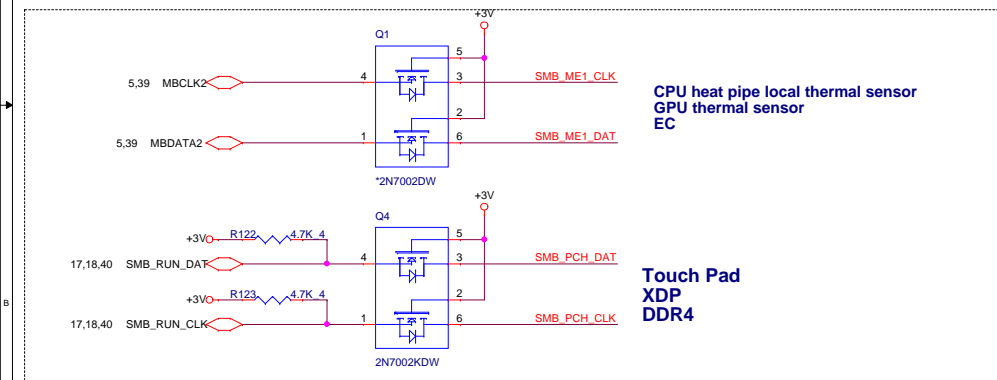 +3V
Q1
5
4
3
5,39 MBCLK2
SMB_ME1_CLK
2
1
6
5,39 MBDATA2
SMB_ME1_DAT
*2N7002DW
CPU heat pipe local thermal sensor
GPU thermal sensor
EC
+3V
Q4
+3V
R122
4.7K_4
5
4
3
17,18,40 SMB_RUN_DAT
SMB_PCH_DAT
+3V
R123
4.7K_4
2
1
6
17,18,40 SMB_RUN_CLK
SMB_PCH_CLK
2N7002KDW
Touch Pad
XDP
DDR4
B